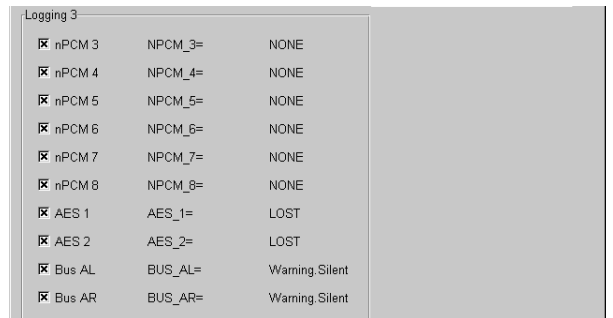 Logging 3
nPCM 3 NPCM_3= NONE
nPCM 4 NPCM_4= NONE
nPCM 5 NPCM_5= NONE
nPCM 6 NPCM_6= NONE
nPCM 7 NPCM_7= NONE
nPCM 8 NPCM_8= NONE
AES 1 AES_1= LOST
AES 2 AES_2= LOST
Bus AL BUS_AL= Warning.Silent
Bus AR BUS_AR= Warning.Silent